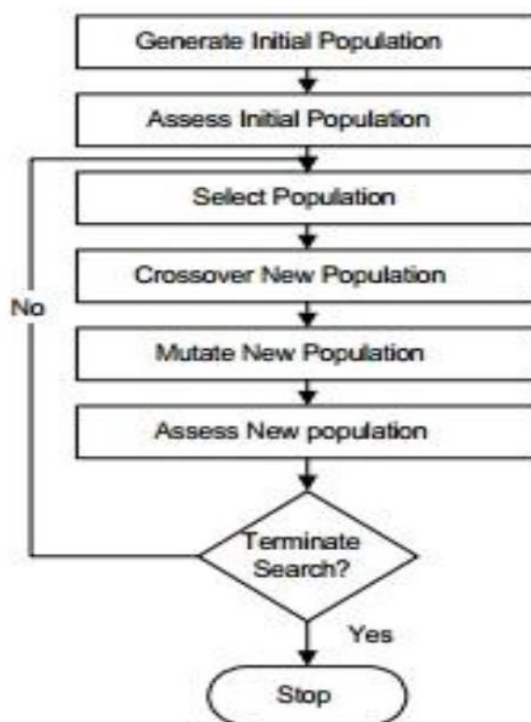 Generate Initial Population
Assess Initial Population
Select Population
Crossover New Population
No
Mutate New Population
Assess New population
Terminate
Search?
Yes
Stop